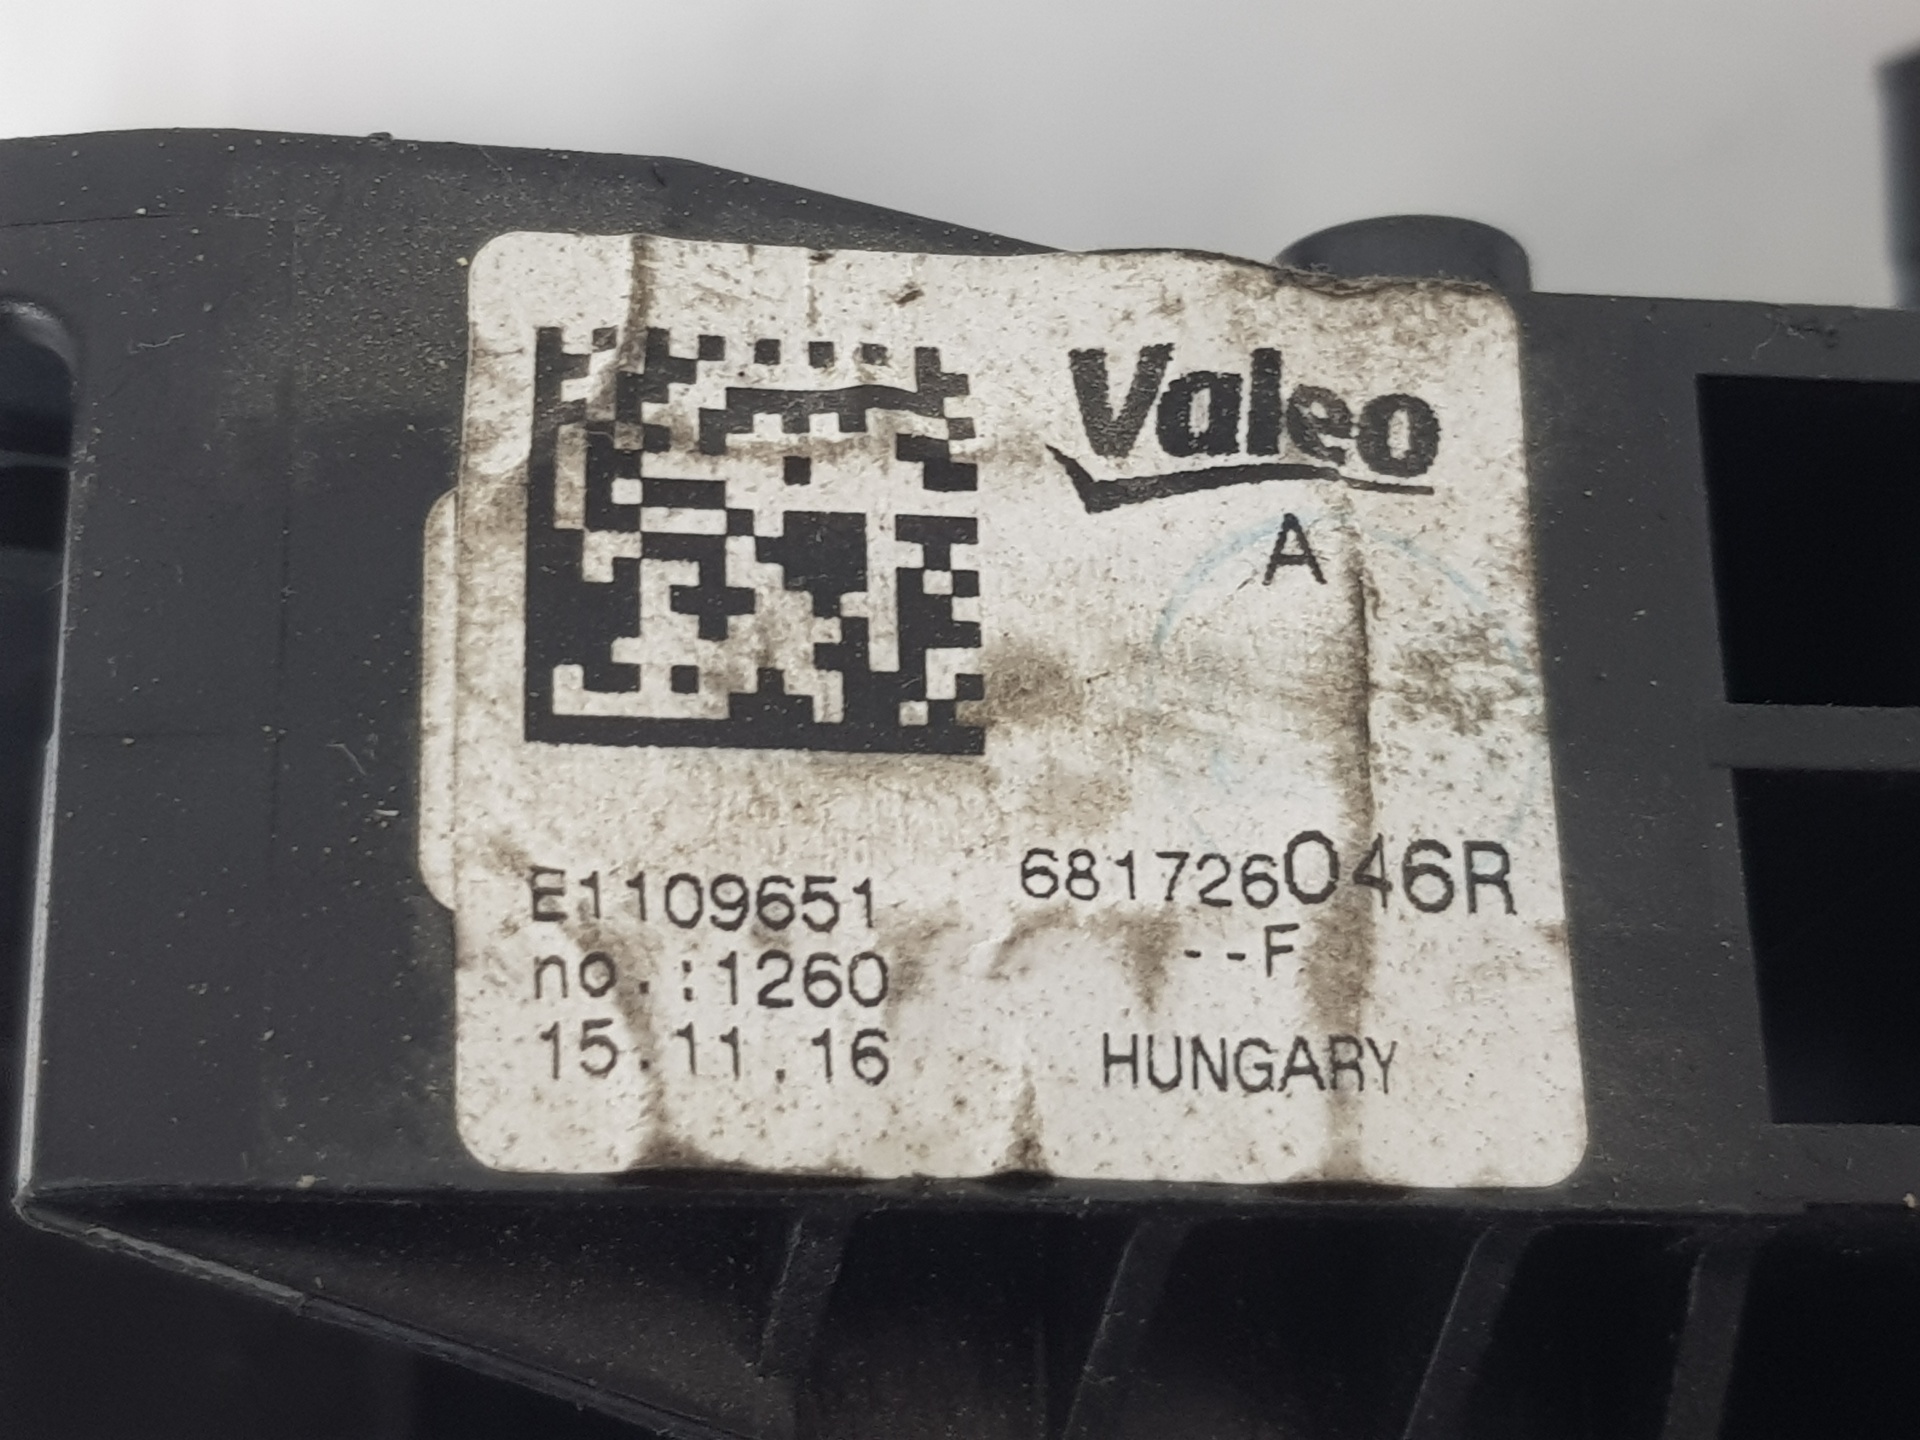 Valeo
A
E1109651
681726046R
no.:1260
--F
15.11.16
HUNGARY